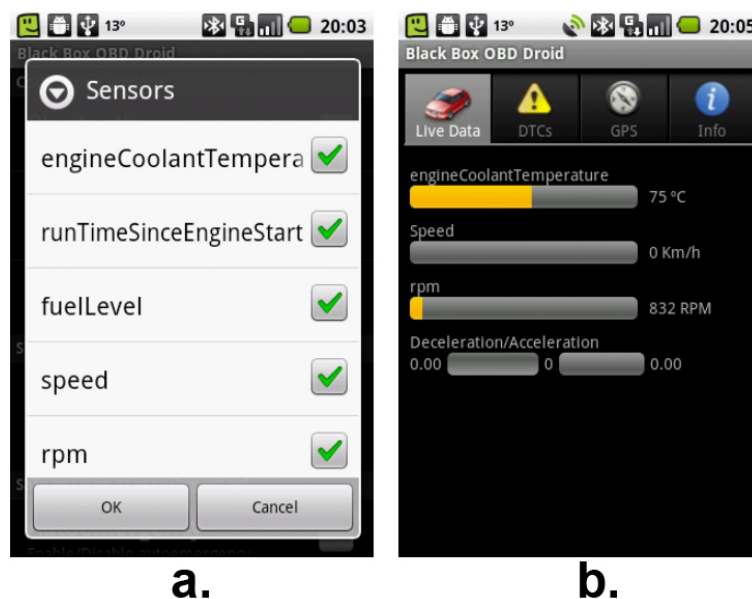 13° 20:03
Black Box OBD Droid
Sensors
engineCoolantTempera
runTimeSinceEngineStart
fuelLevel
speed
rpm
OK Cancel
Enable/Disable autoemergency
a.
13° 20:05
Black Box OBD Droid
Live Data DTCs GPS Info
engineCoolantTemperature
75 ºC
Speed
0 Km/h
rpm
832 RPM
Deceleration/Acceleration
0.00 0 0.00
b.